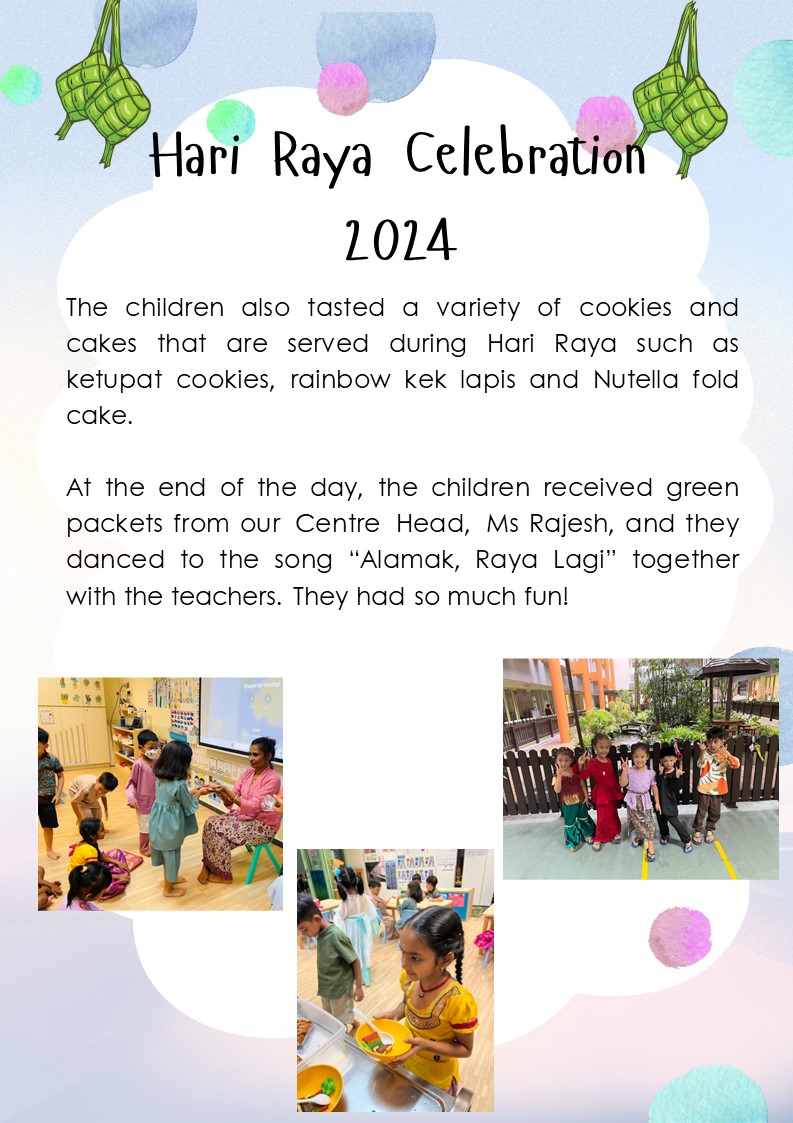 Hari Raya Celebration
2024
The children also tasted a variety of cookies and
cakes that are served during Hari Raya such as
ketupat cookies, rainbow kek lapis and Nutella fold
cake.
At the end of the day, the children received green
packets from our Centre Head, Ms Rajesh, and they
danced to the song “Alamak, Raya Lagi” together
with the teachers. They had so much fun!